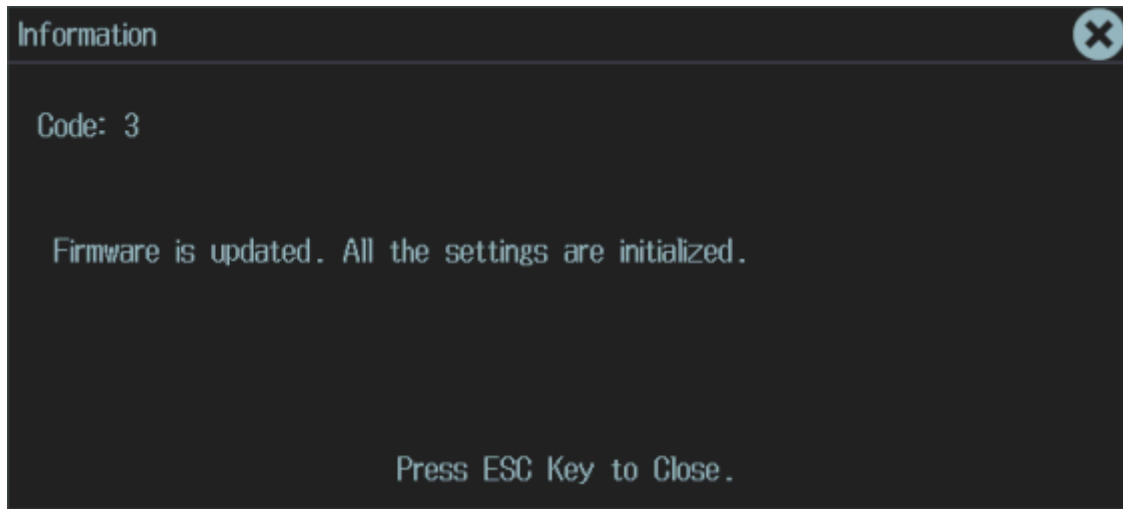 Information
Code: 3
Firmware is updated. All the settings are initialized.
Press ESC Key to Close.